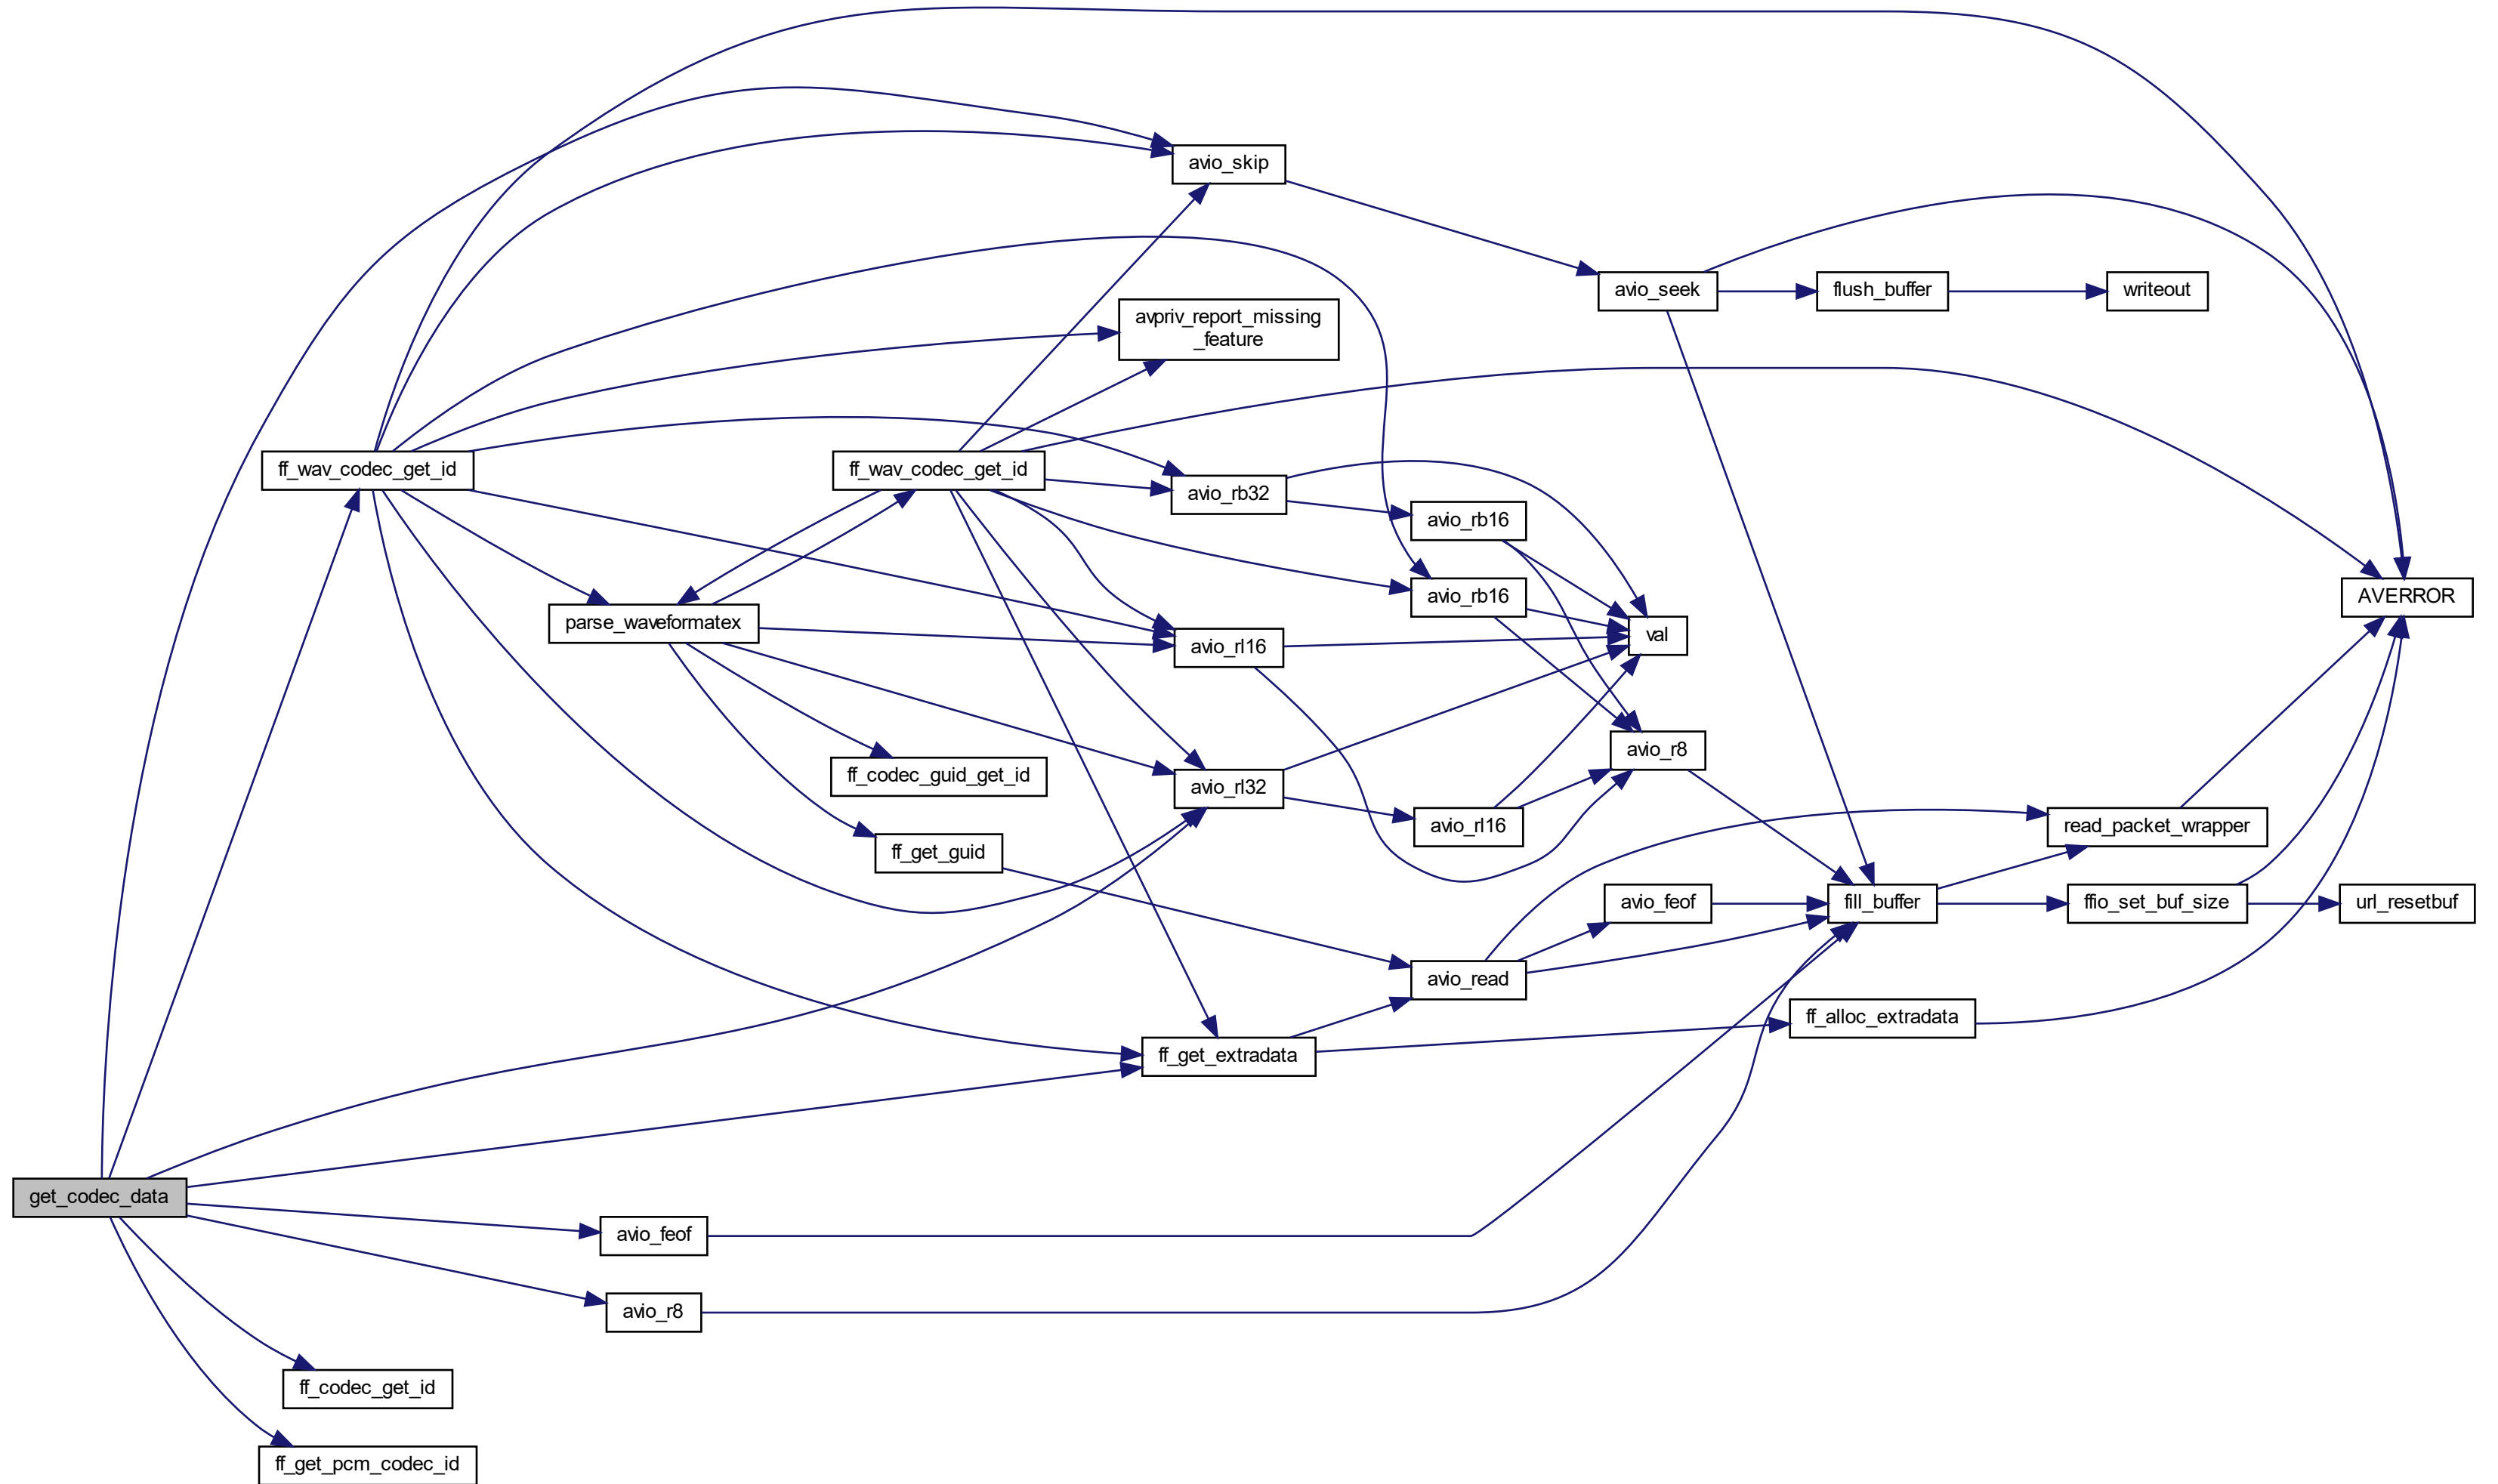 avio_skip
avio_seek
flush_buffer
writeout
avpriv_report_missing
_feature
ff_wav_codec_get_id
ff_wav_codec_get_id
avio_rb32
avio_rb16
avio_rb16
AVERROR
parse_waveformatex
avio_rl16
val
avio_r8
ff_codec_guid_get_id
avio_rl32
avio_rl16
read_packet_wrapper
ff_get_guid
avio_feof
fill_buffer
ffio_set_buf_size
url_resetbuf
avio_read
ff_alloc_extradata
ff_get_extradata
get_codec_data
avio_feof
avio_r8
ff_codec_get_id
ff_get_pcm_codec_id